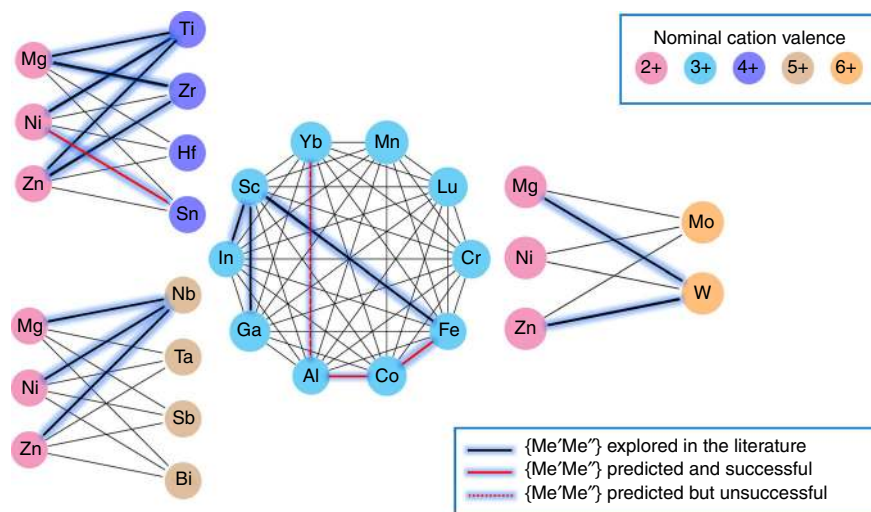 Ti
Mg
Zr
Ni
Hf
Zn
Sn
Nominal cation valence
2+ 3+ 4+ 5+ 6+
Yb Mn
Sc Lu
In Cr
Ga Fe
Al Co
Mg
Mo
Ni
W
Zn
Nb
Mg
Ta
Ni
Sb
Zn
Bi
{Me′Me″} explored in the literature
{Me′Me″} predicted and successful
{Me′Me″} predicted but unsuccessful